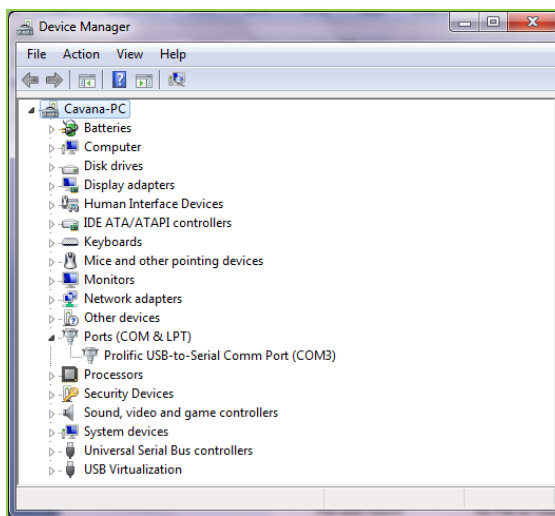 Device Manager
File Action View Help
Cavana-PC
Batteries
Computer
Disk drives
Display adapters
Human Interface Devices
IDE ATA/ATAPI controllers
Keyboards
Mice and other pointing devices
Monitors
Network adapters
Other devices
Ports (COM & LPT)
Prolific USB-to-Serial Comm Port (COM3)
Processors
Security Devices
Sound, video and game controllers
System devices
Universal Serial Bus controllers
USB Virtualization